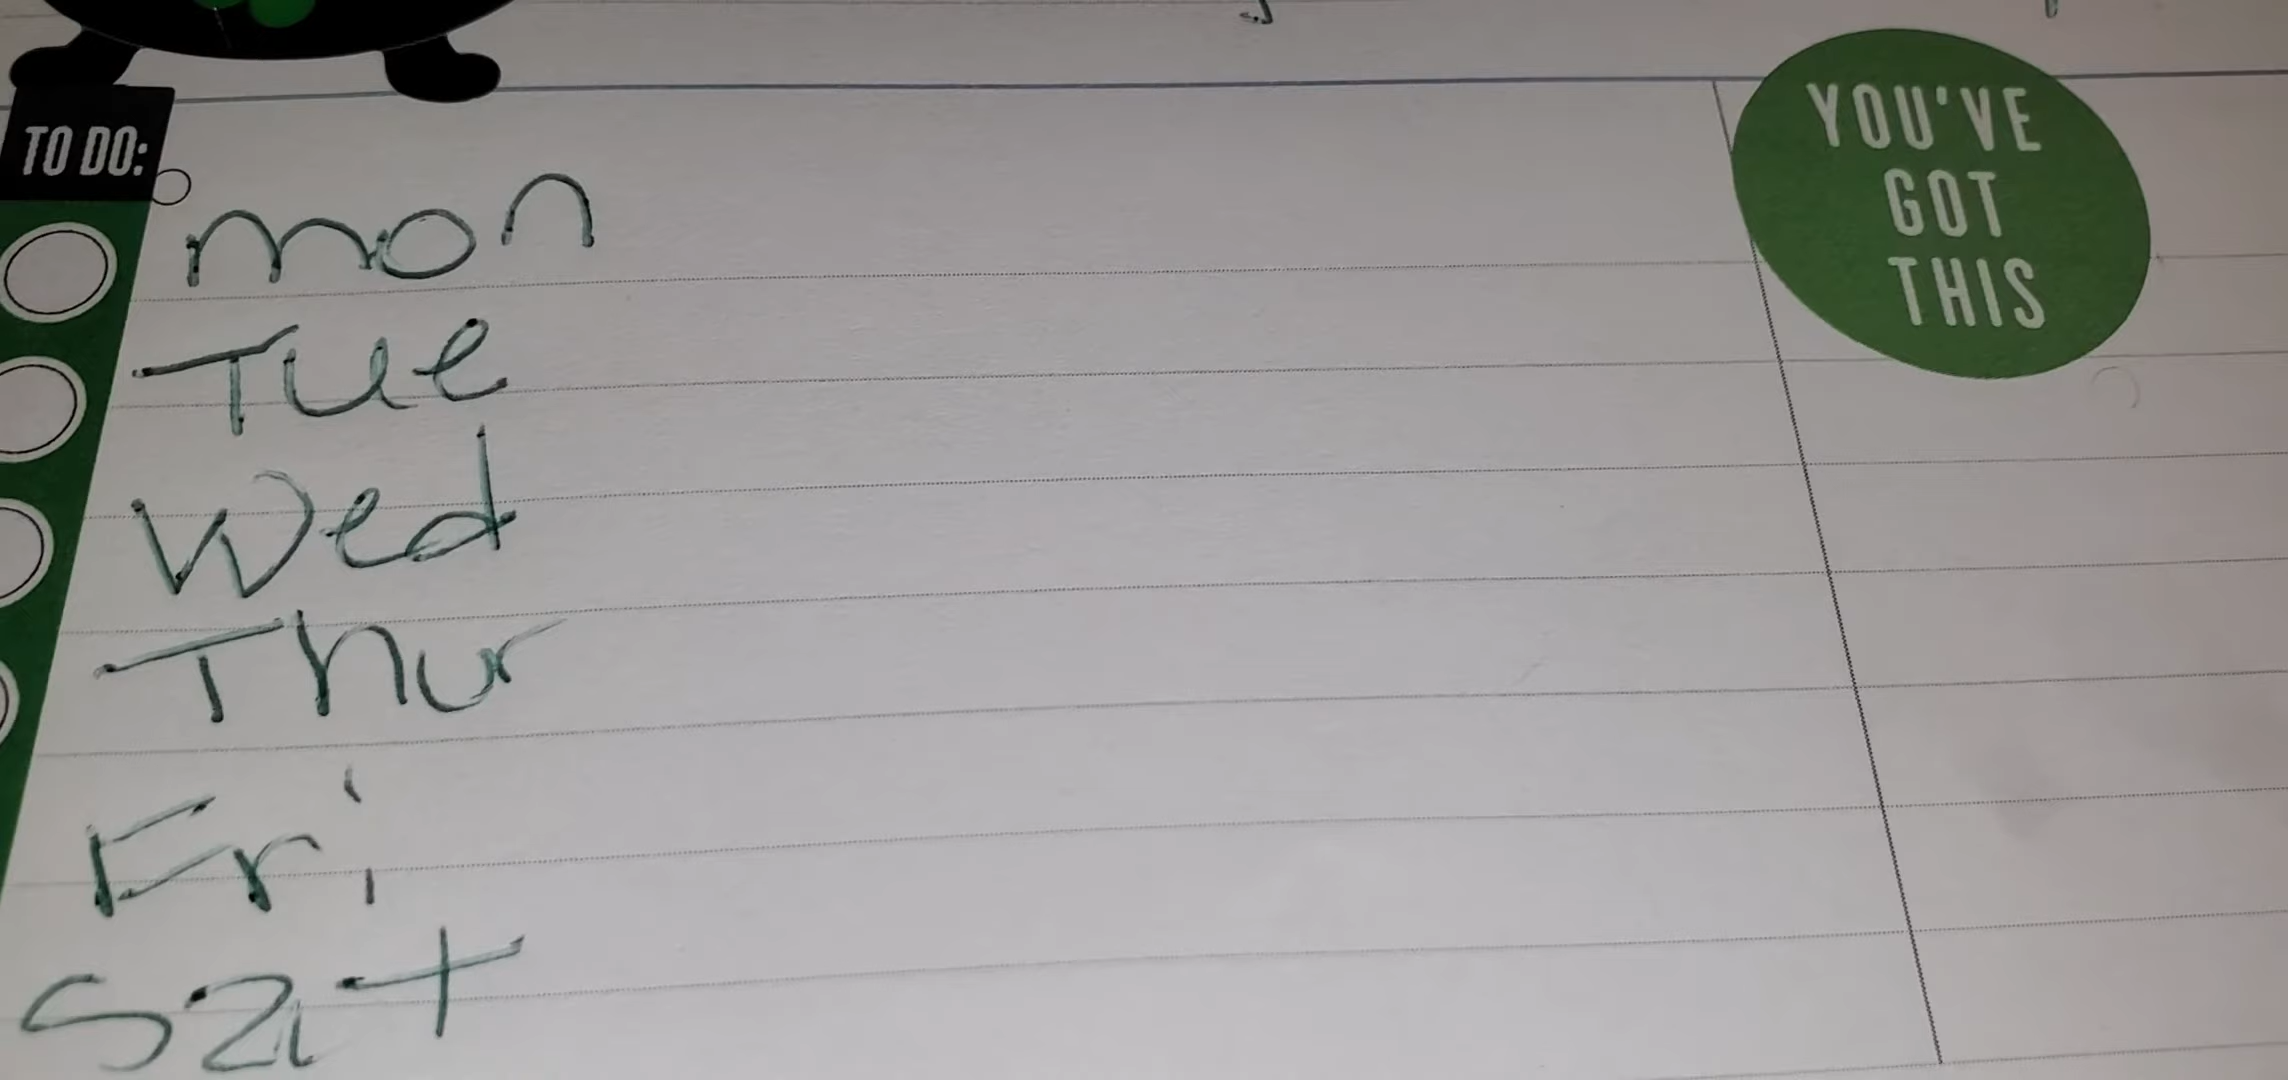 TO DO:
mon
Tue
Wed
Thur
Fri
Sat
YOU'VE
GOT
THIS